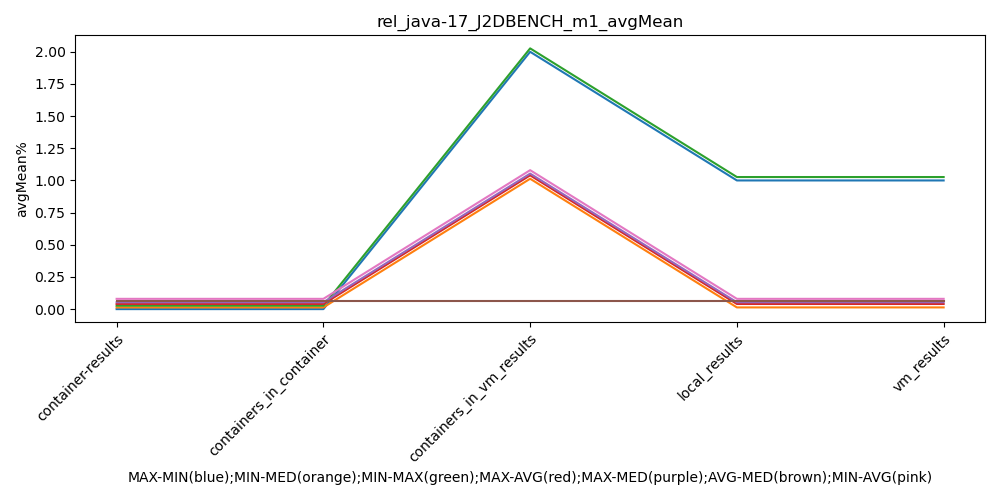 rel_java-17_J2DBENCH_m1_avgMean
avgMean%
2.00
1.75
1.50
1.25
1.00
0.75
0.50
0.25
0.00
container-results
containers_in_container
containers_in_vm_results
local_results
vm_results
MAX-MIN(blue);MIN-MED(orange);MIN-MAX(green);MAX-AVG(red);MAX-MED(purple);AVG-MED(brown);MIN-AVG(pink)